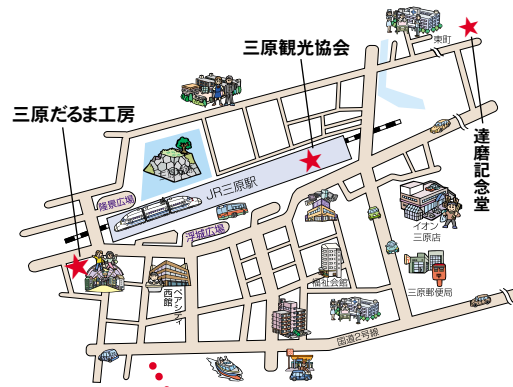 東町
三原観光協会
三原だるま工房
達磨記念堂
JR三原駅
隆景広場
浮城広場
イオン
三原店
ペアシティ
西館
福祉会館
三原郵便局
国道2号線